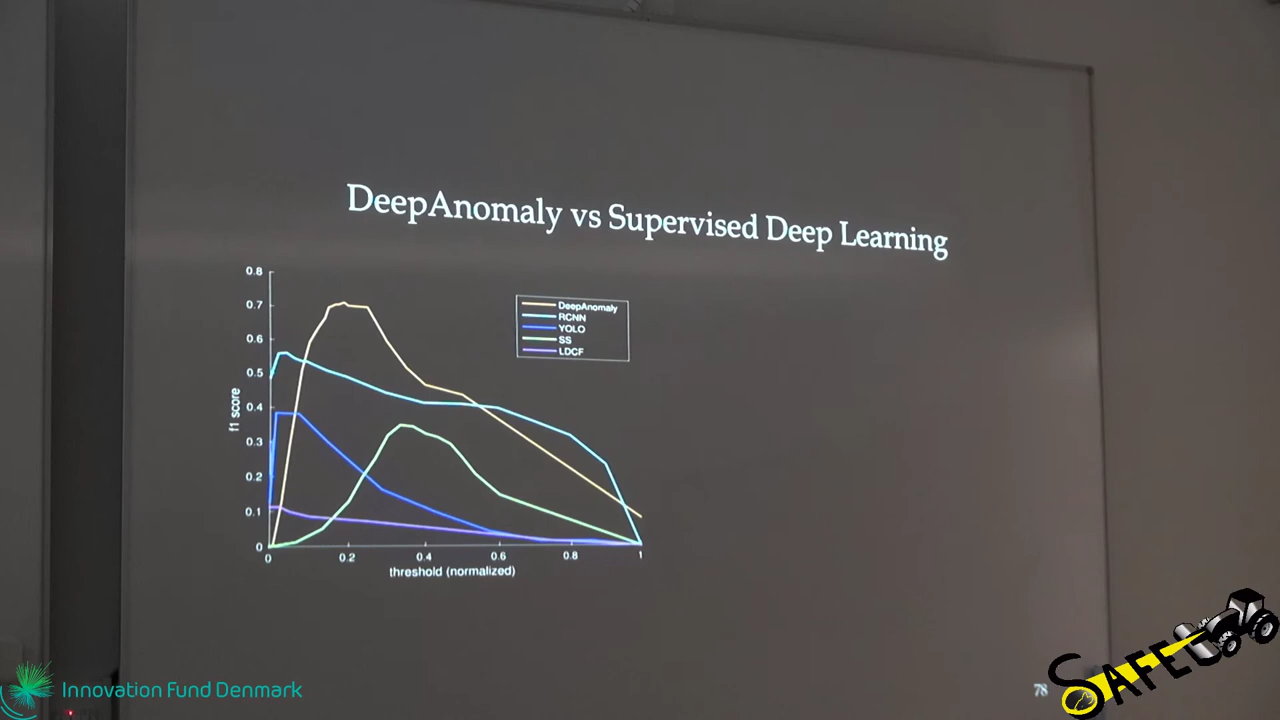 DeepAnomaly vs Supervised Deep Learning
0.8
0.7
0.6
0.5
0.4
0.3
0.2
0.1
0
f1 score
DeepAnomaly
RCNN
YOLO
SS
LDCF
0 0.2 0.4 0.6 0.8 1
threshold (normalized)
78
SAFE
Innovation Fund Denmark